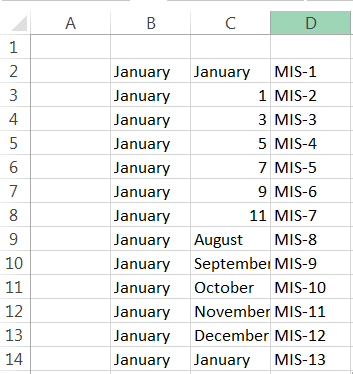 A B C D
1
2 January January MIS-1
3 January 1 MIS-2
4 January 3 MIS-3
5 January 5 MIS-4
6 January 7 MIS-5
7 January 9 MIS-6
8 January 11 MIS-7
9 January August MIS-8
10 January September MIS-9
11 January October MIS-10
12 January November MIS-11
13 January December MIS-12
14 January January MIS-13